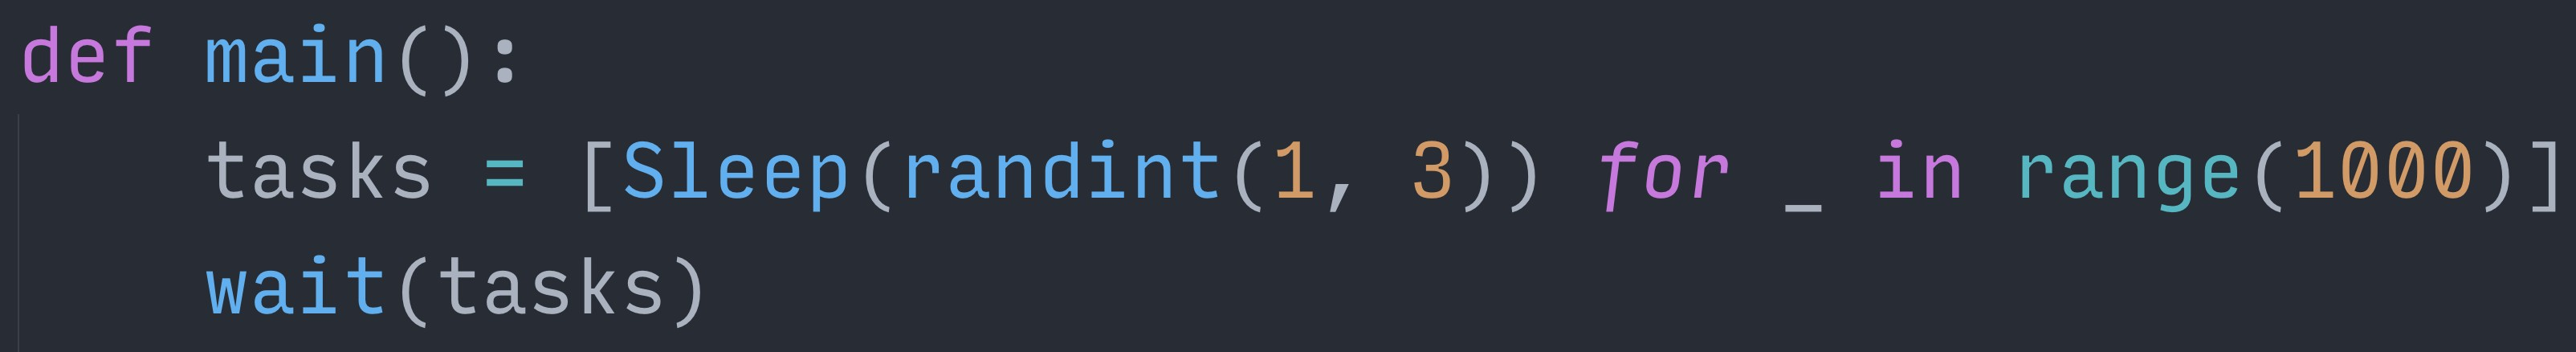 def main():
    tasks = [Sleep(randint(1, 3)) for _ in range(1000)]
    wait(tasks)